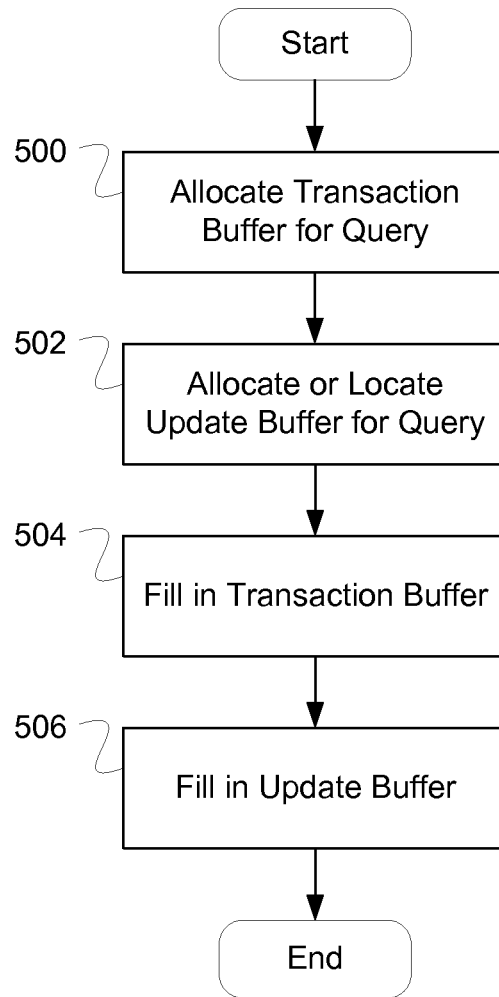 Start
500
Allocate Transaction
Buffer for Query
502
Allocate or Locate
Update Buffer for Query
504
Fill in Transaction Buffer
506
Fill in Update Buffer
End